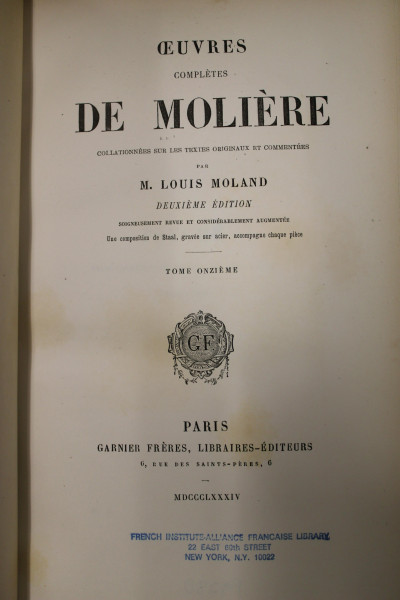 ŒUVRES
COMPLÈTES
DE MOLIÈRE
COLLATIONNÉES SUR LES TEXTES ORIGINAUX ET COMMENTÉES
PAR
M. LOUIS MOLAND
DEUXIÈME ÉDITION
SOIGNEUSEMENT REVUE ET CONSIDÉRABLEMENT AUGMENTÉE
Une composition de Staal, gravée sur acier, accompagne chaque pièce
TOME ONZIÈME
GF
PARIS
GARNIER FRÈRES, LIBRAIRES-ÉDITEURS
6, RUE DES SAINTS-PÈRES, 6
MDCCCLXXXIV
FRENCH INSTITUTE-ALLIANCE FRANCAISE LIBRARY
22 EAST 60th STREET
NEW YORK, N.Y. 10022